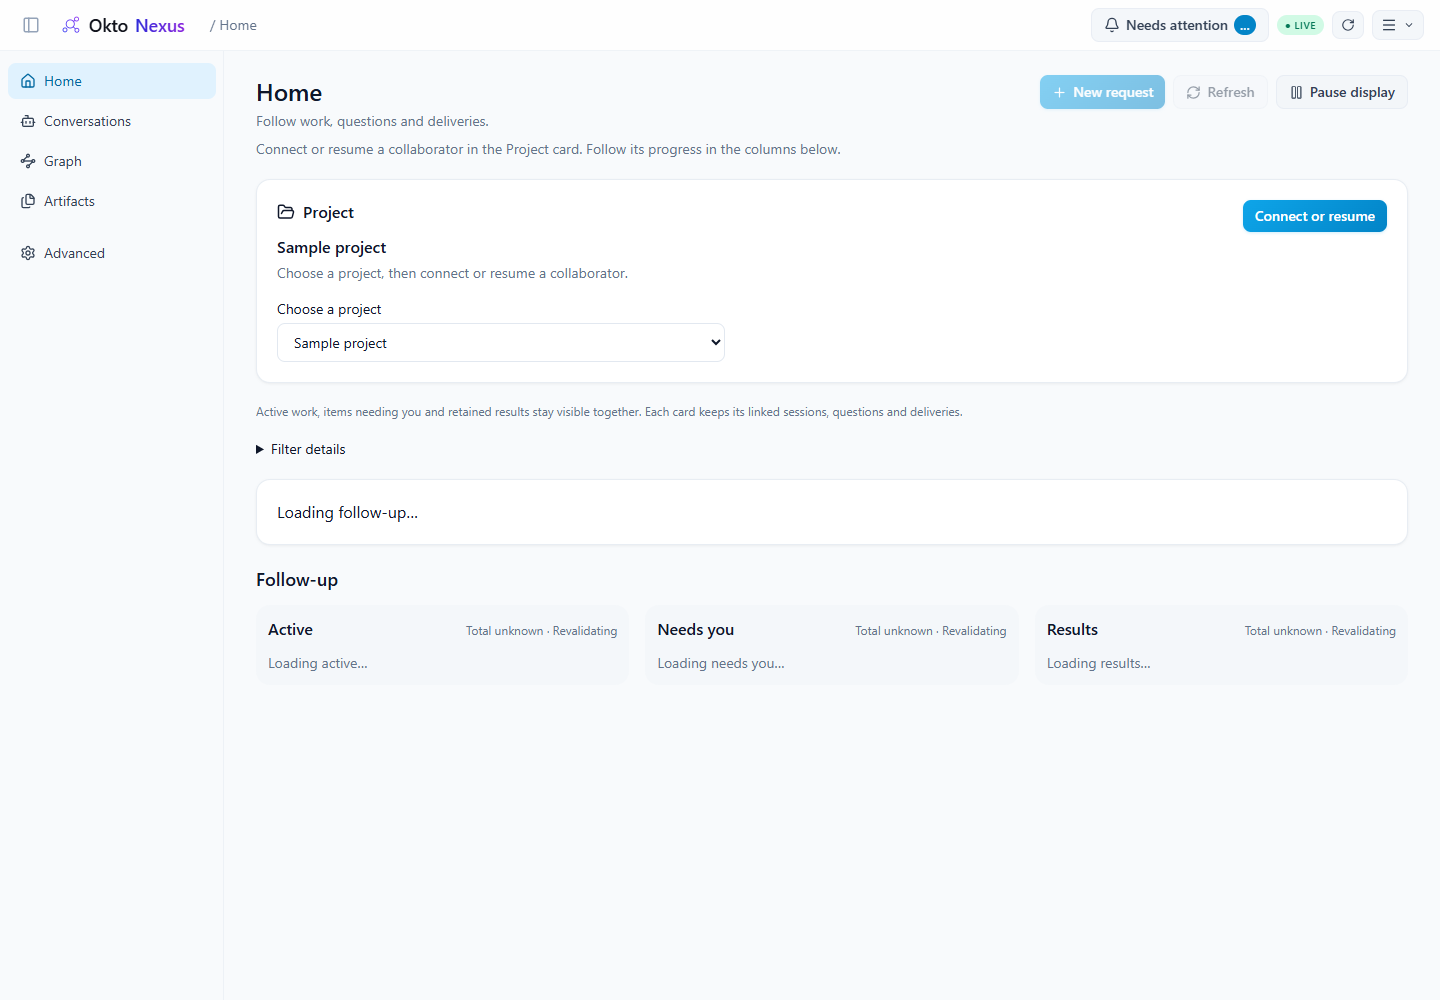 Okto Nexus / Home
Needs attention ...
LIVE
Home
Conversations
Graph
Artifacts
Advanced
Home
New request
Refresh
Pause display
Follow work, questions and deliveries.
Connect or resume a collaborator in the Project card. Follow its progress in the columns below.
Project
Connect or resume
Sample project
Choose a project, then connect or resume a collaborator.
Choose a project
Sample project
Active work, items needing you and retained results stay visible together. Each card keeps its linked sessions, questions and deliveries.
Filter details
Loading follow-up...
Follow-up
Active
Total unknown · Revalidating
Loading active...
Needs you
Total unknown · Revalidating
Loading needs you...
Results
Total unknown · Revalidating
Loading results...